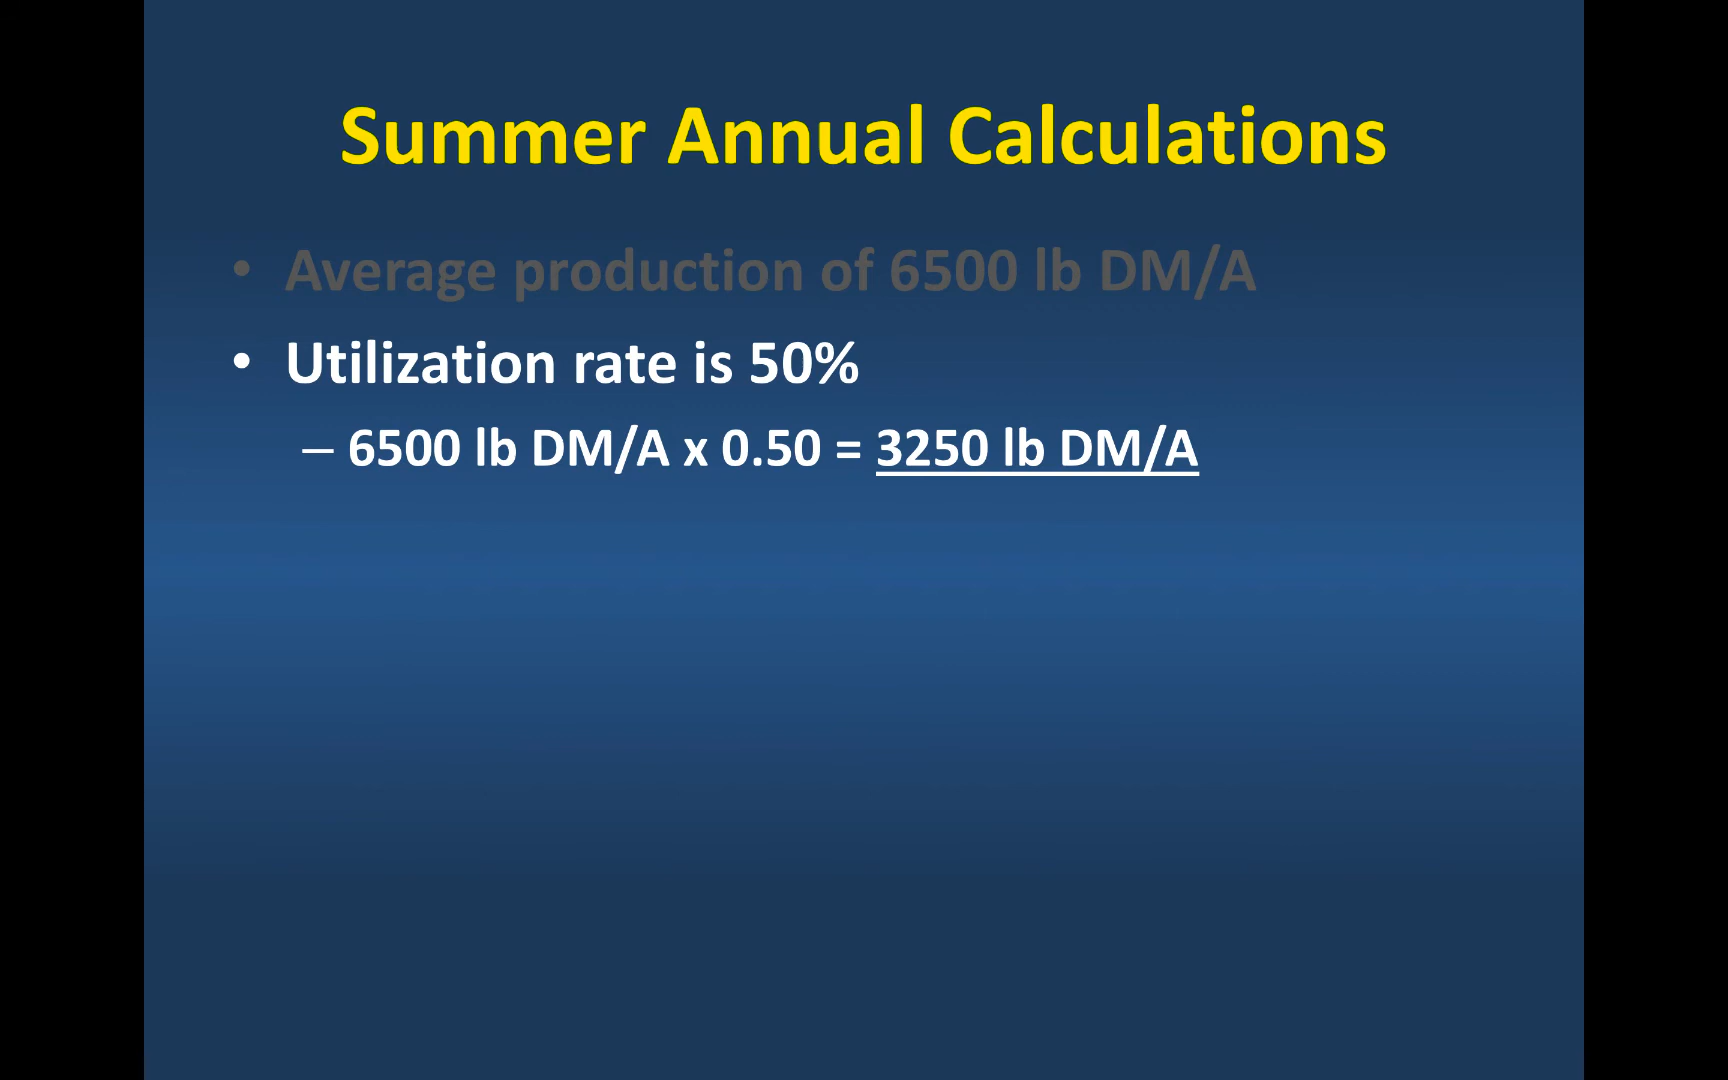 Summer Annual Calculations
• Average production of 6500 lb DM/A
• Utilization rate is 50%
– 6500 lb DM/A x 0.50 = 3250 lb DM/A